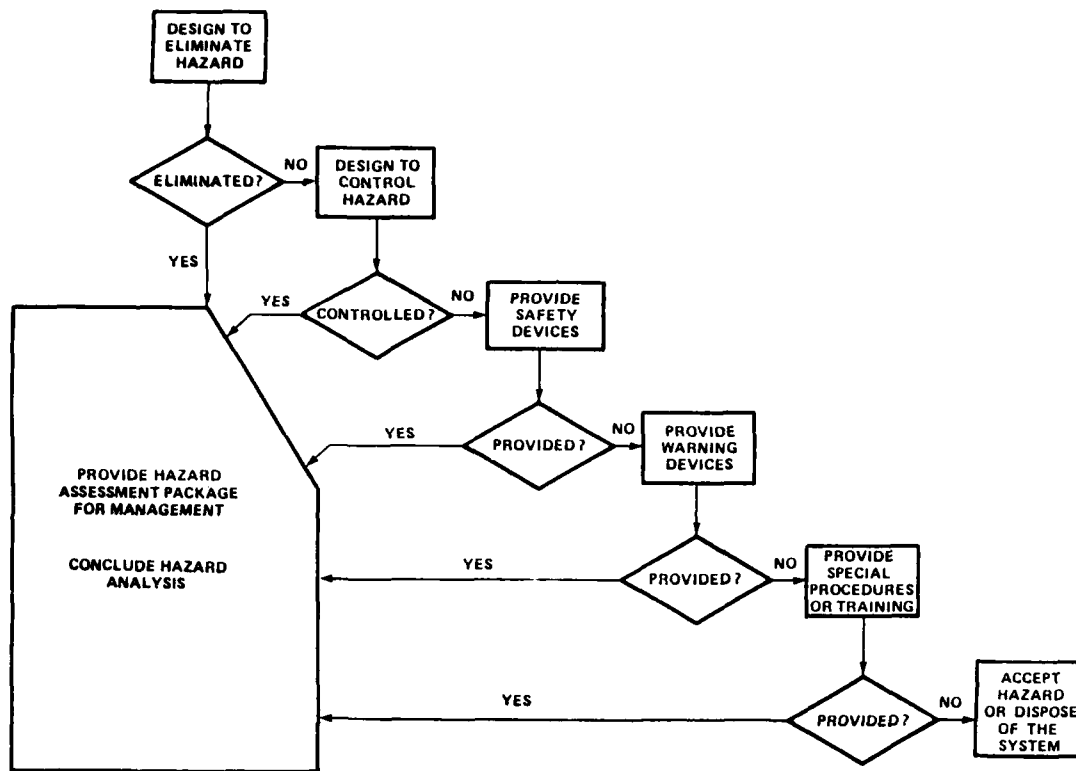 DESIGN TO
ELIMINATE
HAZARD
ELIMINATED?
NO
DESIGN TO
CONTROL
HAZARD
YES
CONTROLLED?
YES
NO
PROVIDE
SAFETY
DEVICES
PROVIDED?
YES
NO
PROVIDE
WARNING
DEVICES
PROVIDE HAZARD
ASSESSMENT PACKAGE
FOR MANAGEMENT
CONCLUDE HAZARD
ANALYSIS
PROVIDED?
YES
NO
PROVIDE
SPECIAL
PROCEDURES
OR TRAINING
PROVIDED?
YES
NO
ACCEPT
HAZARD
OR DISPOSE
OF THE
SYSTEM